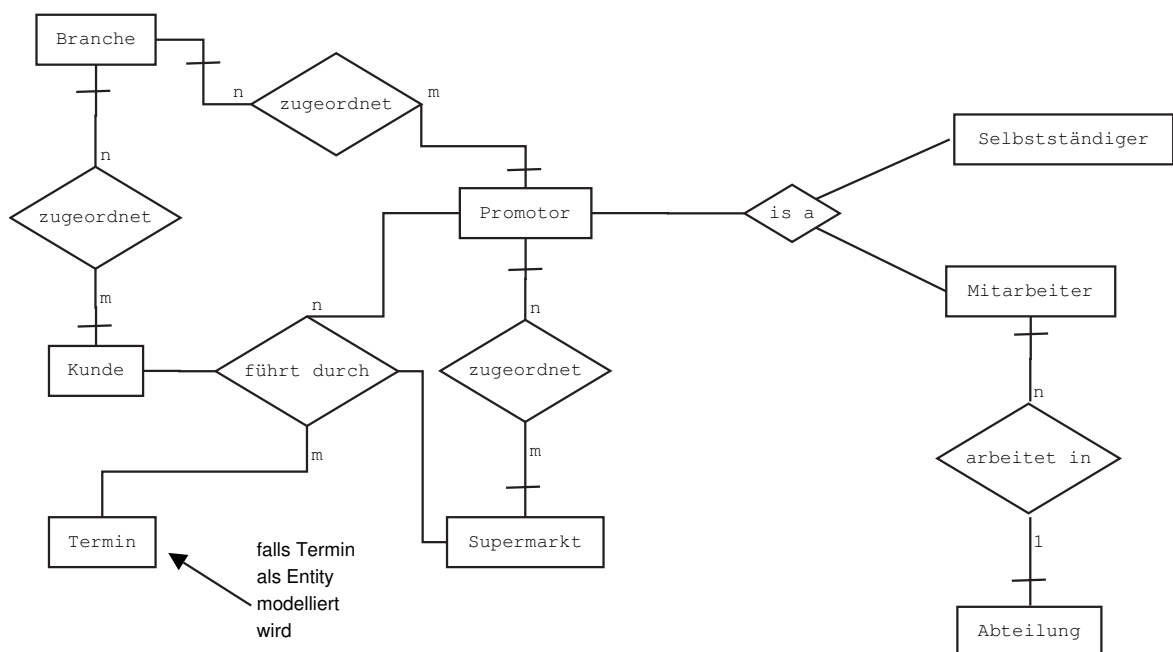 Branche
n
zugeordnet
m
Selbstständiger
n
zugeordnet
Promotor
is a
m
Mitarbeiter
n
n
Kunde
führt durch
zugeordnet
n
m
m
arbeitet in
Termin
Supermarkt
1
falls Termin
als Entity
modelliert
wird
Abteilung